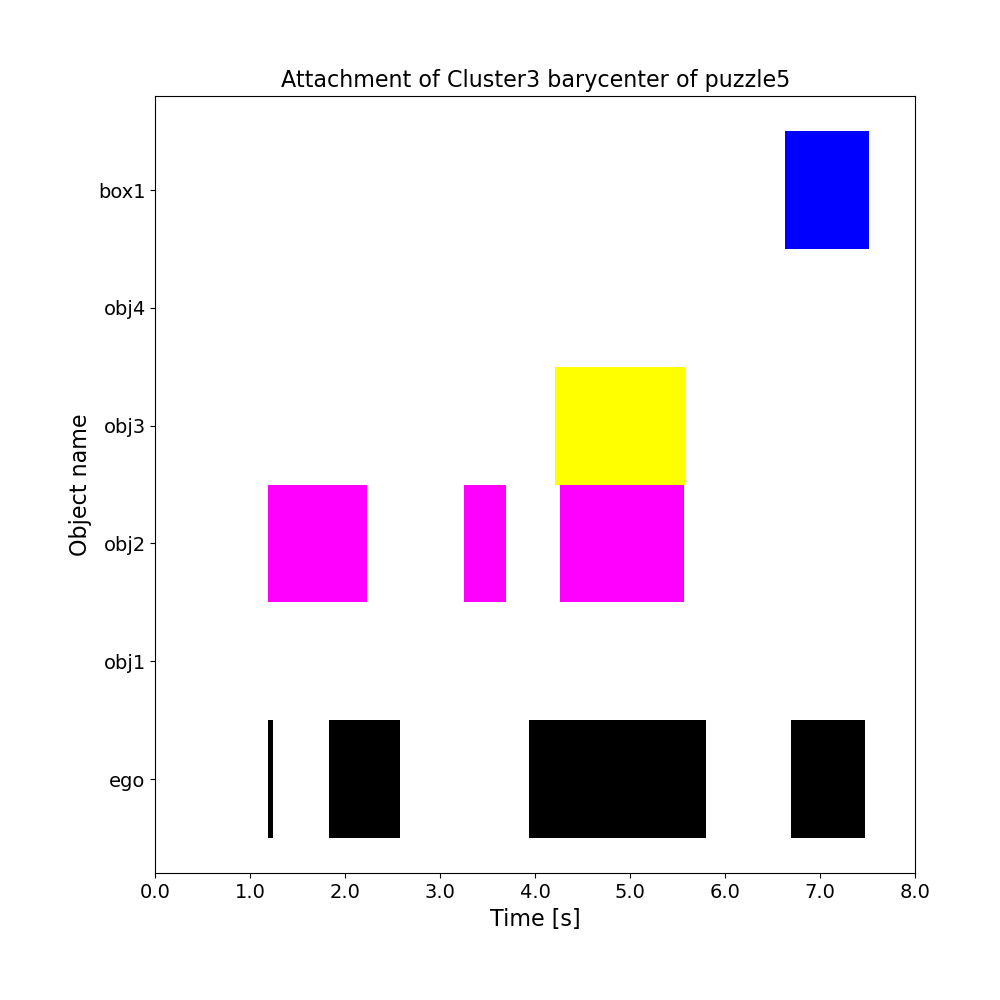 Attachment of Cluster3 barycenter of puzzle5
box1
obj4
obj3
obj2
obj1
ego
Object name
0.0 1.0 2.0 3.0 4.0 5.0 6.0 7.0 8.0
Time [s]